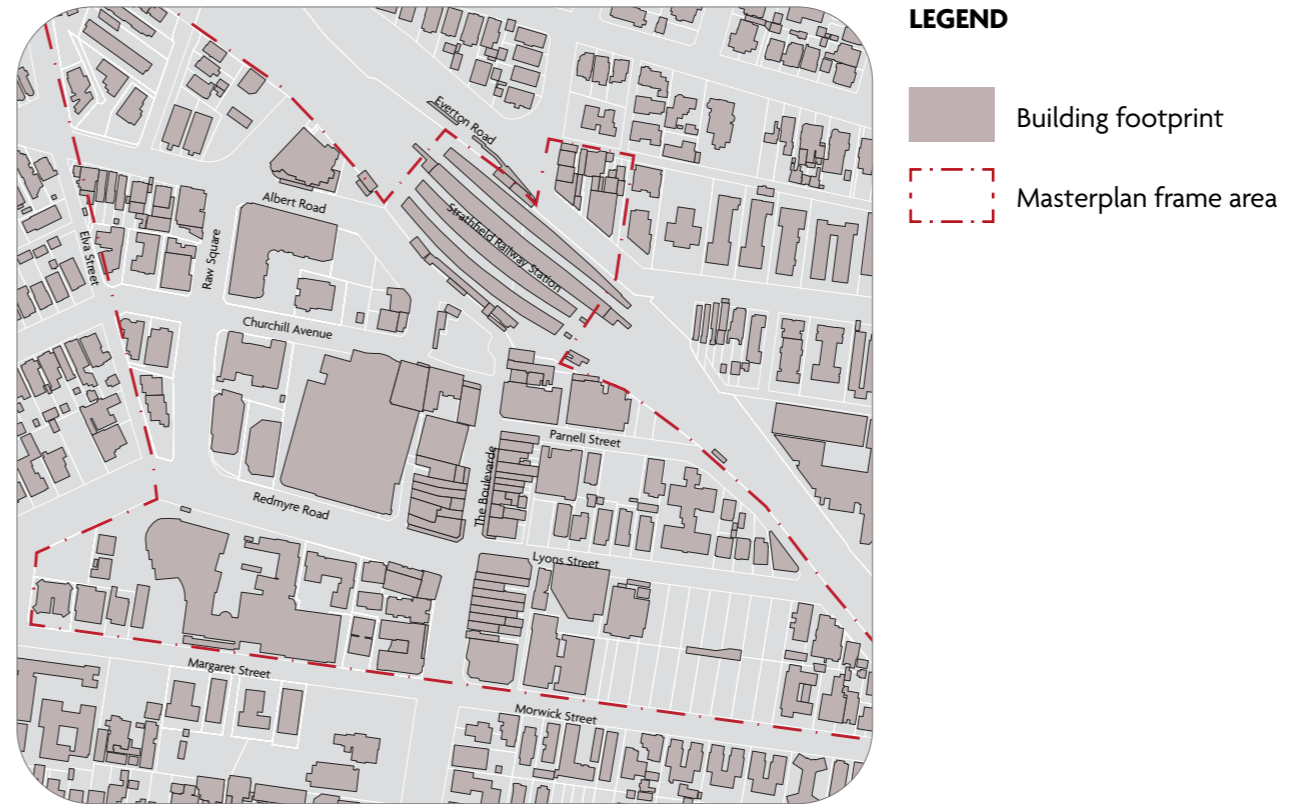 LEGEND
Building footprint
Masterplan frame area
Everton Road
Albert Road
Strathfield Railway Station
Elva Street
Raw Square
Churchill Avenue
Parnell Street
The Boulevarde
Redmyre Road
Lyons Street
Margaret Street
Morwick Street